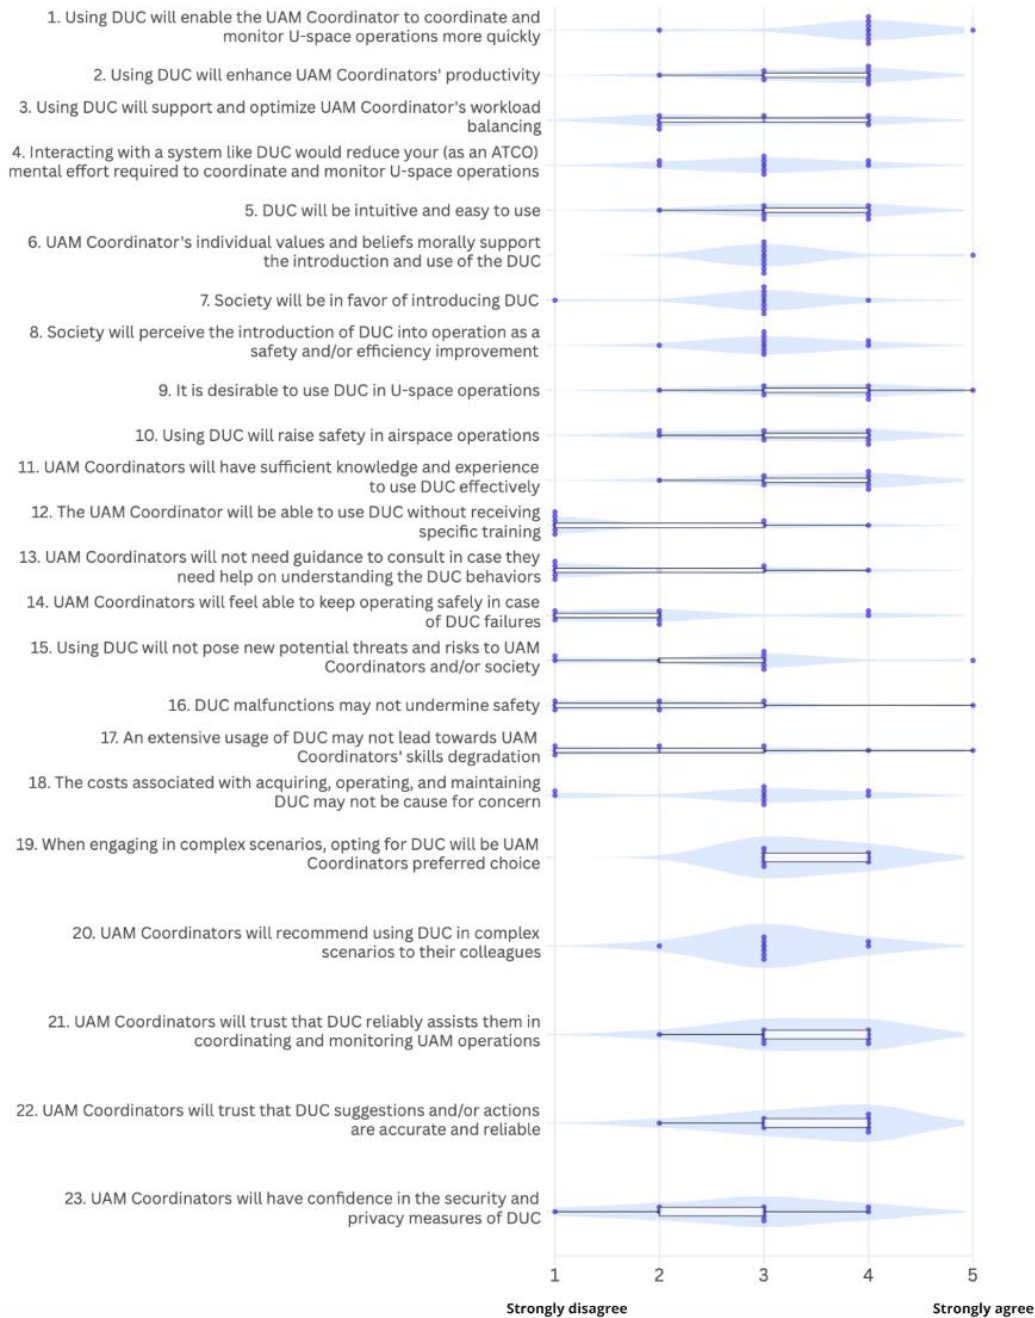 1. Using DUC will enable the UAM Coordinator to coordinate and
monitor U-space operations more quickly
2. Using DUC will enhance UAM Coordinators' productivity
3. Using DUC will support and optimize UAM Coordinator's workload
balancing
4. Interacting with a system like DUC would reduce your (as an ATCO)
mental effort required to coordinate and monitor U-space operations
5. DUC will be intuitive and easy to use
6. UAM Coordinator's individual values and beliefs morally support
the introduction and use of the DUC
7. Society will be in favor of introducing DUC
8. Society will perceive the introduction of DUC into operation as a
safety and/or efficiency improvement
9. It is desirable to use DUC in U-space operations
10. Using DUC will raise safety in airspace operations
11. UAM Coordinators will have sufficient knowledge and experience
to use DUC effectively
12. The UAM Coordinator will be able to use DUC without receiving
specific training
13. UAM Coordinators will not need guidance to consult in case they
need help on understanding the DUC behaviors
14. UAM Coordinators will feel able to keep operating safely in case
of DUC failures
15. Using DUC will not pose new potential threats and risks to UAM
Coordinators and/or society
16. DUC malfunctions may not undermine safety
17. An extensive usage of DUC may not lead towards UAM
Coordinators' skills degradation
18. The costs associated with acquiring, operating, and maintaining
DUC may not be cause for concern
19. When engaging in complex scenarios, opting for DUC will be UAM
Coordinators preferred choice
20. UAM Coordinators will recommend using DUC in complex
scenarios to their colleagues
21. UAM Coordinators will trust that DUC reliably assists them in
coordinating and monitoring UAM operations
22. UAM Coordinators will trust that DUC suggestions and/or actions
are accurate and reliable
23. UAM Coordinators will have confidence in the security and
privacy measures of DUC
1 2 3 4 5
Strongly disagree Strongly agree